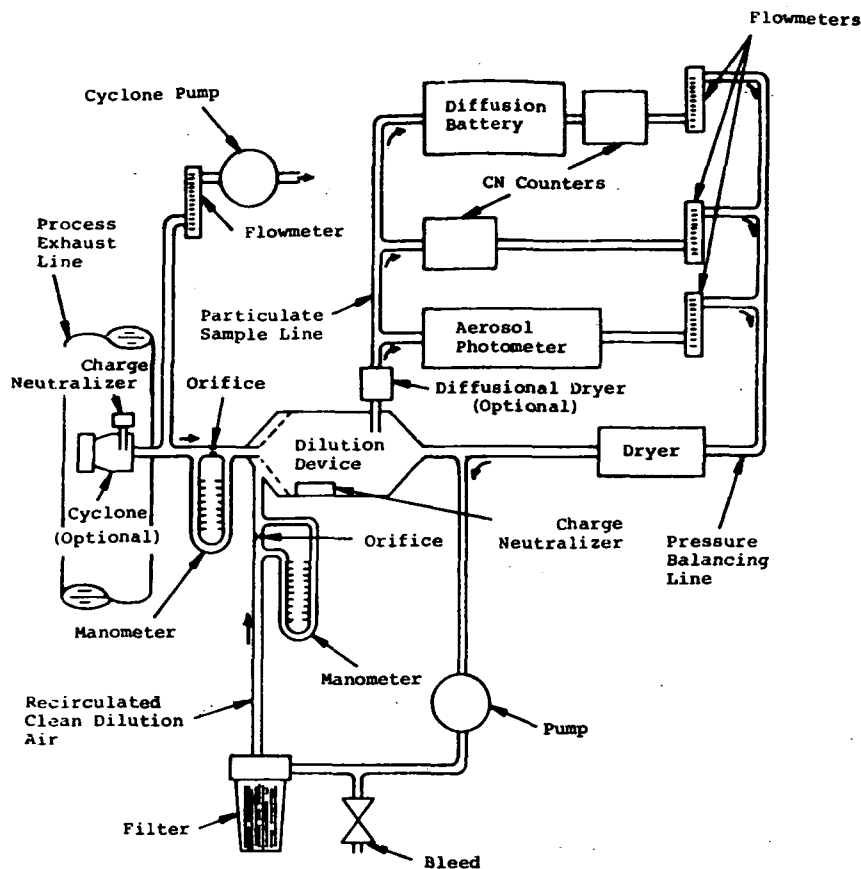 Flowmeters
Cyclone Pump
Diffusion
Battery
CN Counters
Process
Exhaust
Line
Flowmeter
Particulate
Sample Line
Aerosol
Photometer
Charge
Neutralizer
Orifice
Diffusional Dryer
(Optional)
Dilution
Device
Dryer
Cyclone
(Optional)
Orifice
Charge
Neutralizer
Pressure
Balancing
Line
Manometer
Manometer
Recirculated
Clean Dilution
Air
Pump
Filter
Bleed